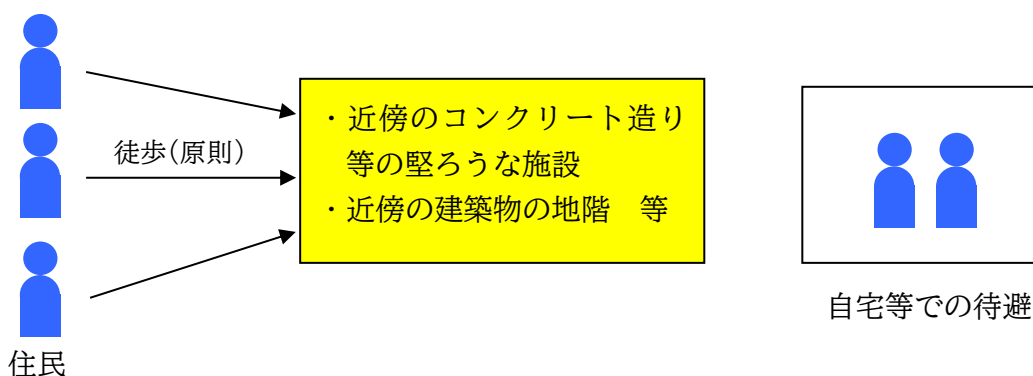 徒歩(原則)
・近傍のコンクリート造り
等の堅ろうな施設
・近傍の建築物の地階　等
自宅等での待避
住民